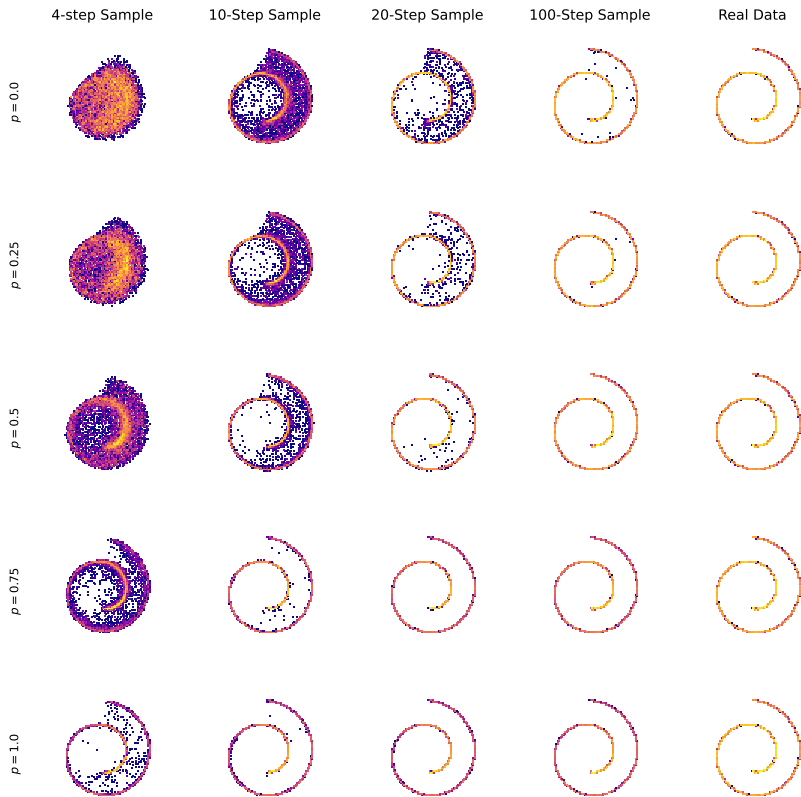 4-step Sample 10-Step Sample 20-Step Sample 100-Step Sample Real Data
p = 0.0
p = 0.25
p = 0.5
p = 0.75
p = 1.0